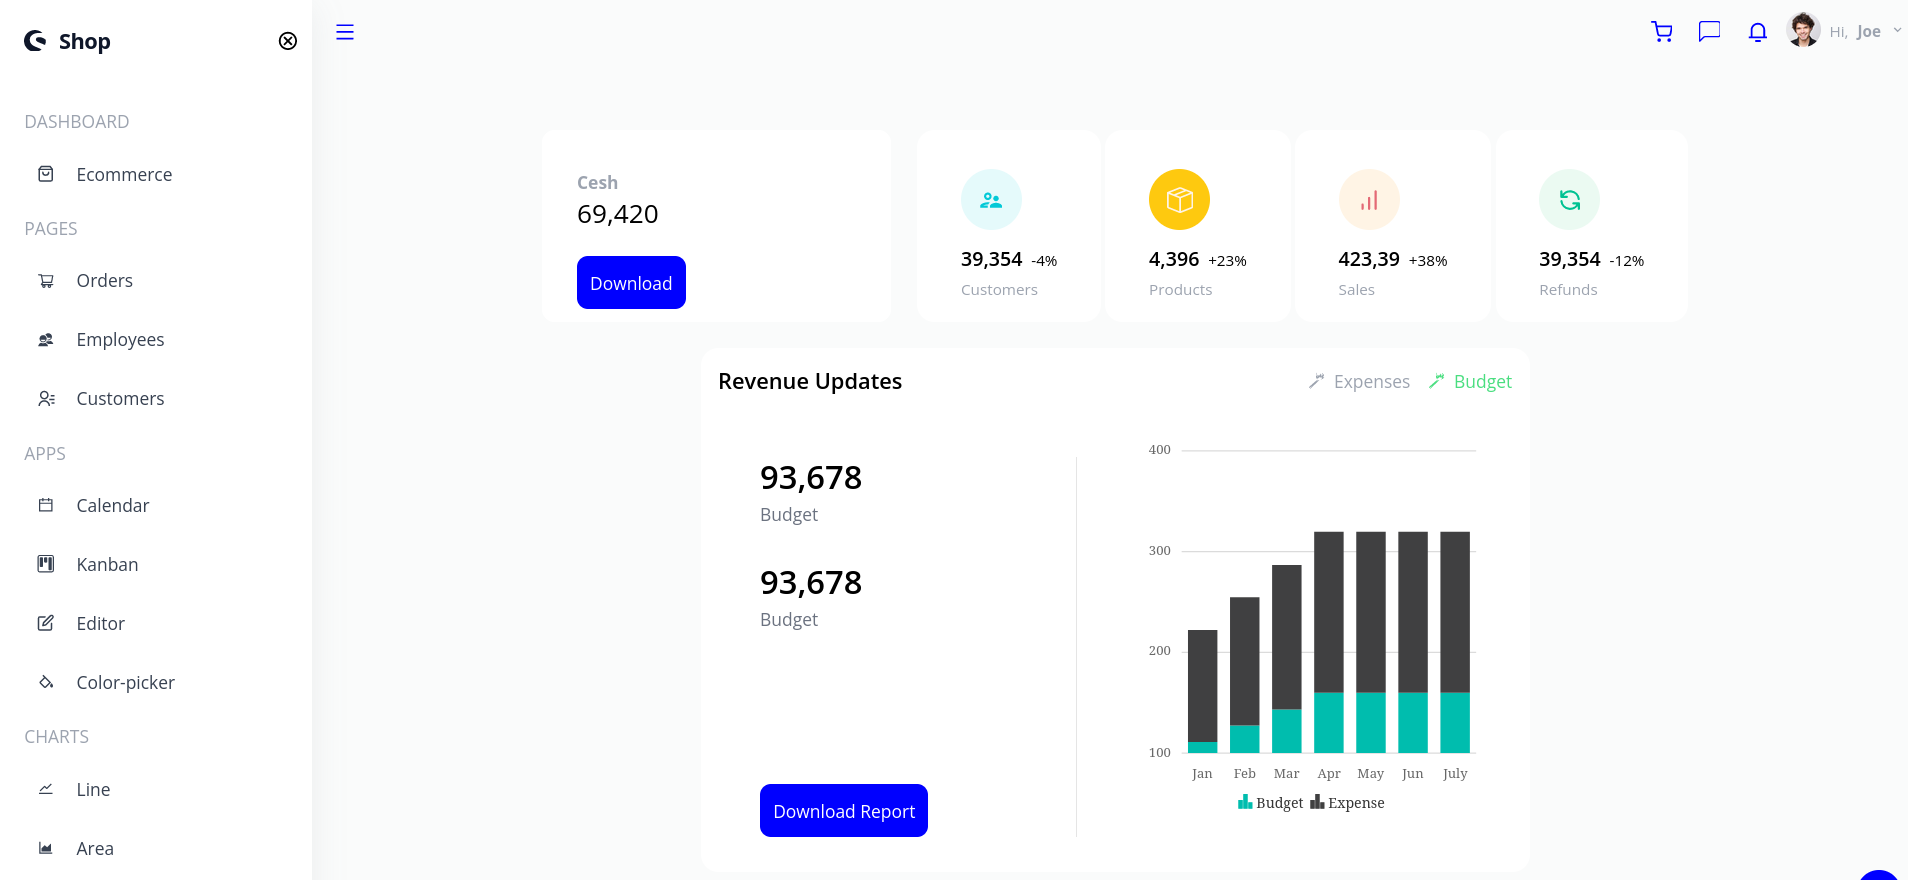 Shop
Hi, Joe
DASHBOARD
Ecommerce
PAGES
Orders
Employees
Customers
APPS
Calendar
Kanban
Editor
Color-picker
CHARTS
Line
Area
Cesh
69,420
Download
39,354 -4%
Customers
4,396 +23%
Products
423,39 +38%
Sales
39,354 -12%
Refunds
Revenue Updates
Expenses Budget
93,678
Budget
93,678
Budget
Download Report
400
300
200
100
Jan Feb Mar Apr May Jun July
Budget Expense